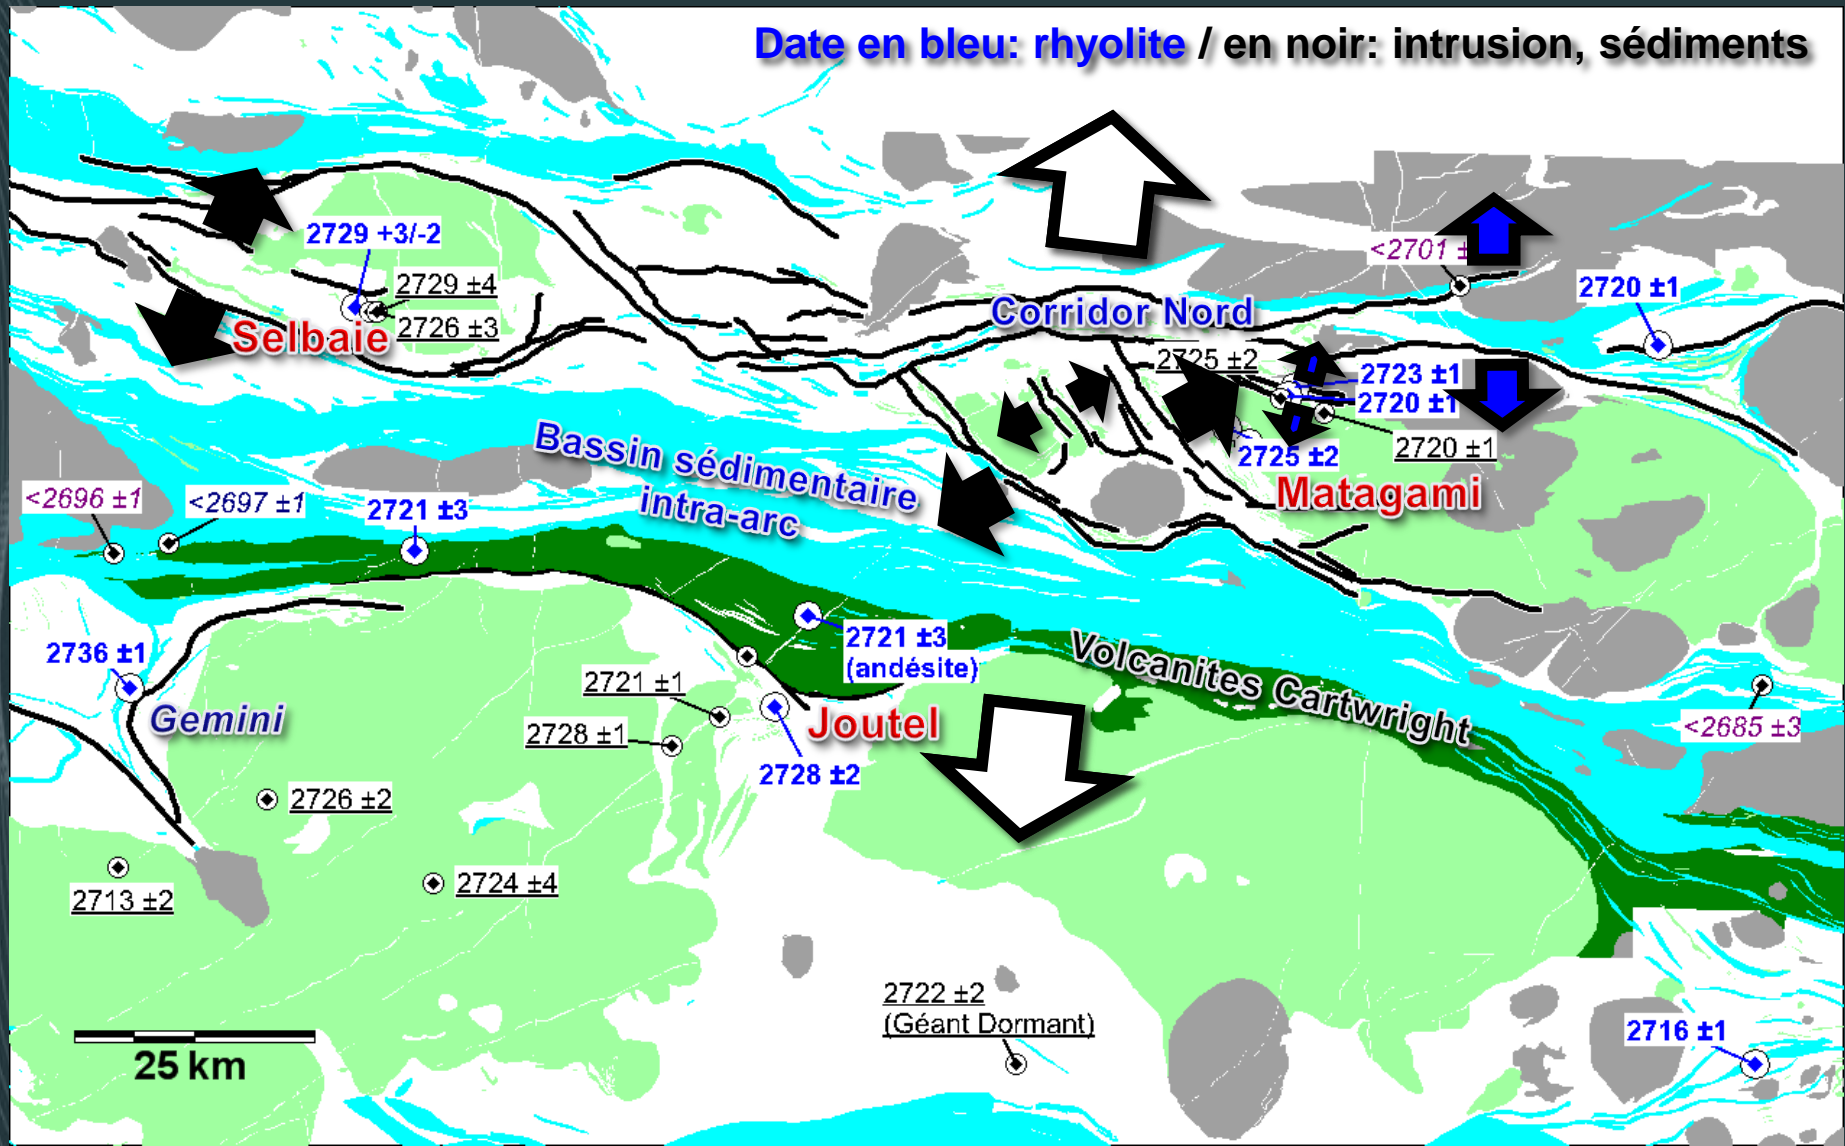 Date en bleu: rhyolite / en noir: intrusion, sédiments
2729 +3/-2
<2701 ±
2729 ±4
2720 ±1
Corridor Nord
2726 ±3
Selbaie
2725 ±2
2723 ±1
2720 ±1
2720 ±1
2725 ±2
Matagami
Bassin sédimentaire
intra-arc
<2696 ±1
<2697 ±1
2721 ±3
2721 ±3
(andésite)
2736 ±1
Volcanites Cartwright
2721 ±1
Gemini
Joutel
2728 ±1
<2685 ±3
2728 ±2
2726 ±2
2724 ±4
2713 ±2
2722 ±2
(Géant Dormant)
2716 ±1
25 km